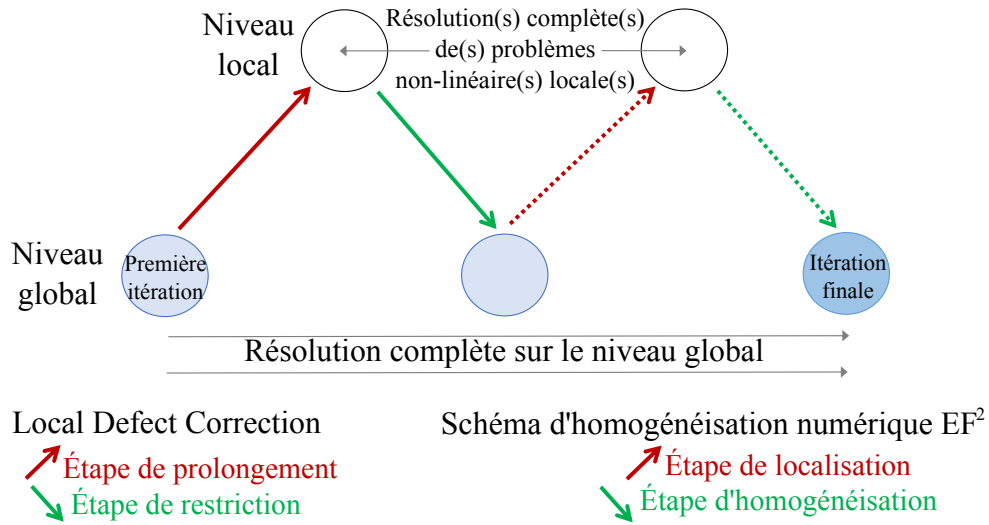 Niveau
local
Résolution(s) complète(s)
de(s) problèmes
non-linéaire(s) locale(s)
Niveau
global
Première
itération
Itération
finale
Résolution complète sur le niveau global
Local Defect Correction
Étape de prolongement
Étape de restriction
Schéma d'homogénéisation numérique EF²
Étape de localisation
Étape d'homogénéisation